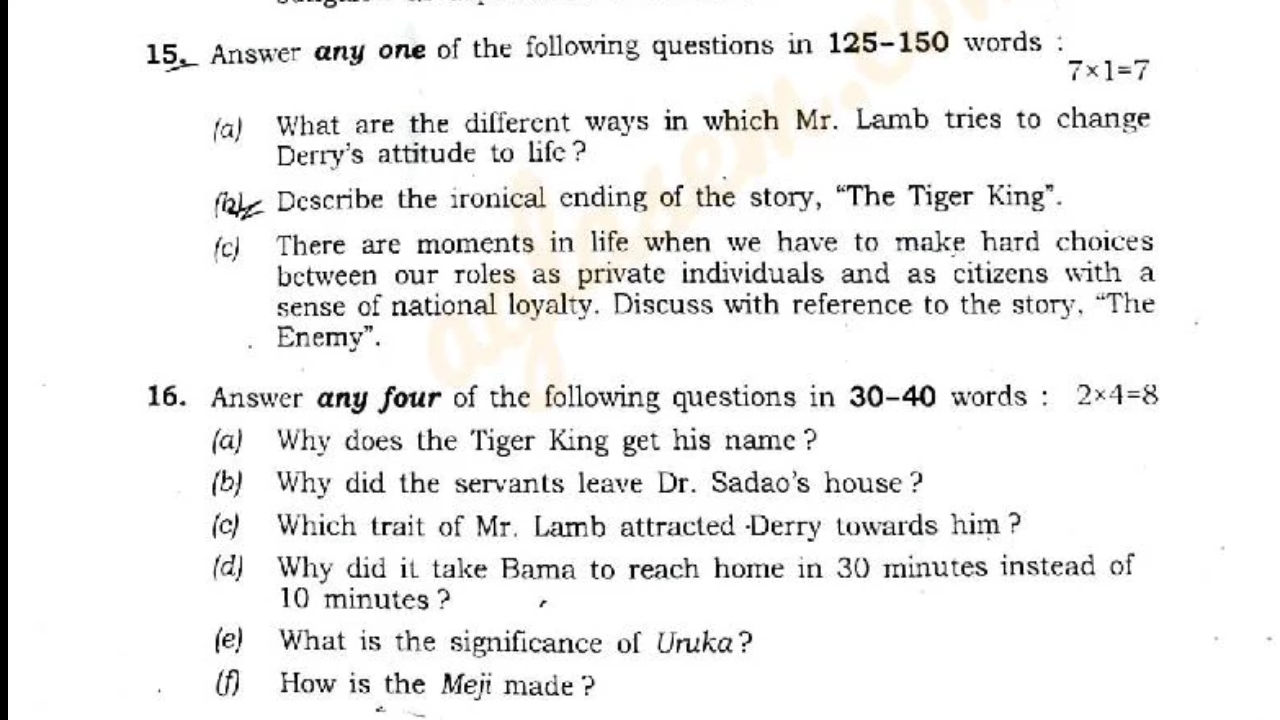 15. Answer any one of the following questions in 125–150 words :
7×1=7
(a) What are the different ways in which Mr. Lamb tries to change
Derry's attitude to life?
(b) Describe the ironical ending of the story, “The Tiger King”.
(c) There are moments in life when we have to make hard choices
between our roles as private individuals and as citizens with a
sense of national loyalty. Discuss with reference to the story, “The
Enemy”.
16. Answer any four of the following questions in 30–40 words : 2×4=8
(a) Why does the Tiger King get his name?
(b) Why did the servants leave Dr. Sadao's house?
(c) Which trait of Mr. Lamb attracted Derry towards him?
(d) Why did it take Bama to reach home in 30 minutes instead of
10 minutes?
(e) What is the significance of Uruka?
(f) How is the Meji made?